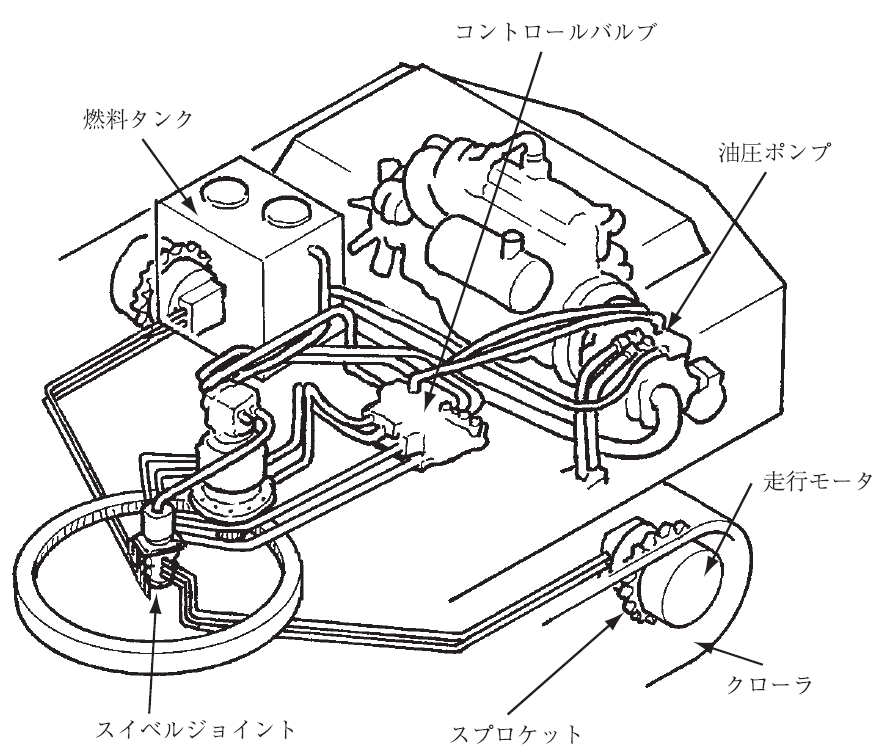 コントロールバルブ
燃料タンク
油圧ポンプ
走行モータ
クローラ
スイベルジョイント
スプロケット